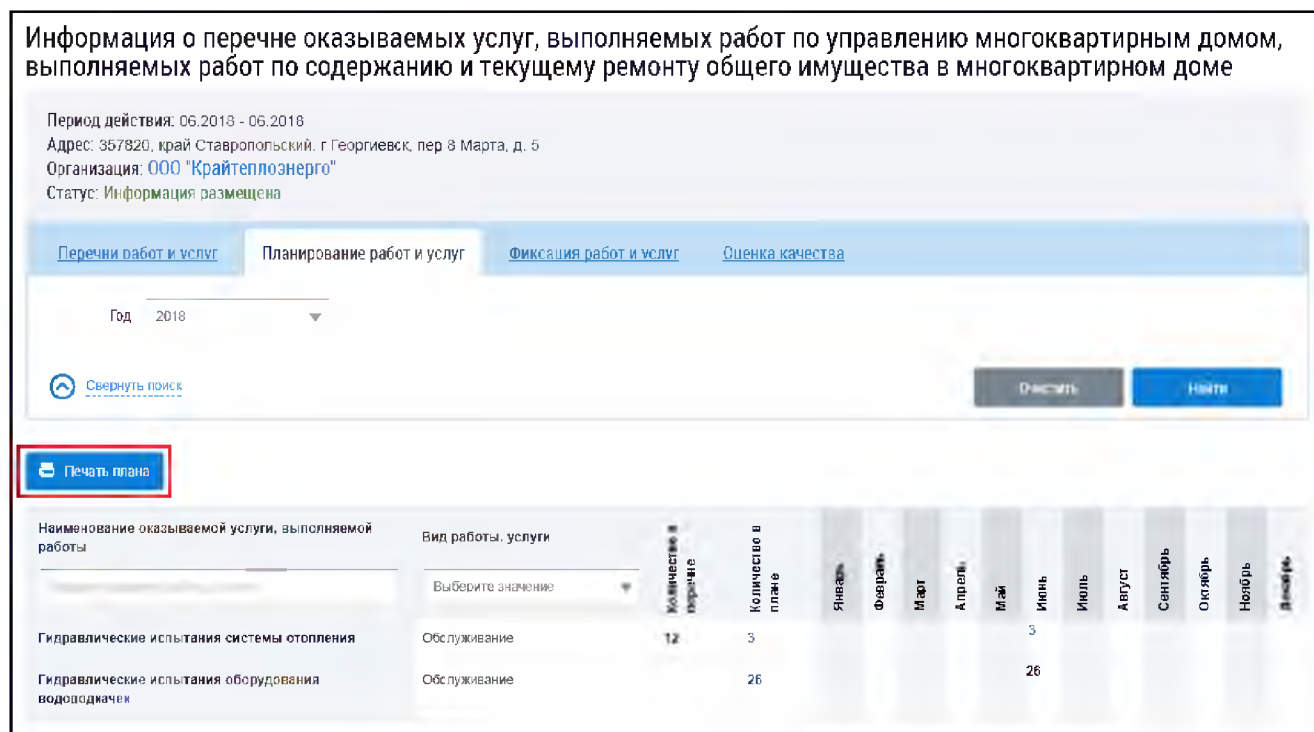 Информация о перечне оказываемых услуг, выполняемых работ по управлению многоквартирным домом,
выполняемых работ по содержанию и текущему ремонту общего имущества в многоквартирном доме
Период действия: 06.2018 - 06.2018
Адрес: 357820, край Ставропольский, г Георгиевск, пер 8 Марта, д. 5
Организация: ООО "Крайтеплоэнерго"
Статус: Информация размещена
Перечни работ и услуг Планирование работ и услуг Фиксация работ и услуг Оценка качества
Год 2018
Свернуть поиск Очистить Найти
Печать плана
Наименование оказываемой услуги, выполняемой
работы
Вид работы, услуги
Выберите значение
Количество в
перечне
Количество в
плане
Январь
Февраль
Март
Апрель
Май
Июнь
Июль
Август
Сентябрь
Октябрь
Ноябрь
Декабрь
Гидравлические испытания системы отопления Обслуживание 12 3 3
Гидравлические испытания оборудования
водоподкачек
Обслуживание 26 26